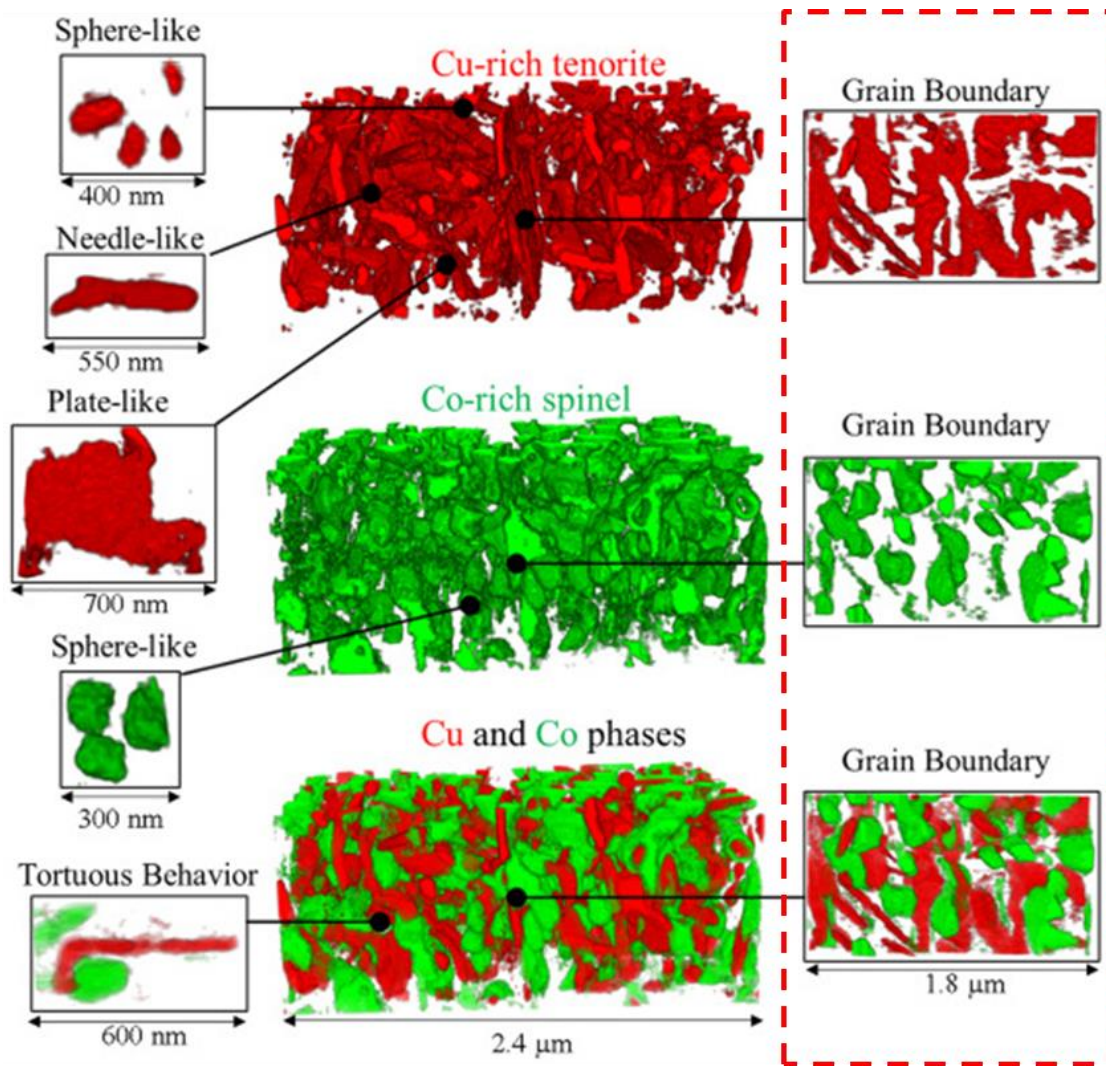 Sphere-like
400 nm
Needle-like
550 nm
Plate-like
700 nm
Sphere-like
300 nm
Tortuous Behavior
600 nm
Cu-rich tenorite
Co-rich spinel
Cu and Co phases
2.4 μm
Grain Boundary
Grain Boundary
Grain Boundary
1.8 μm